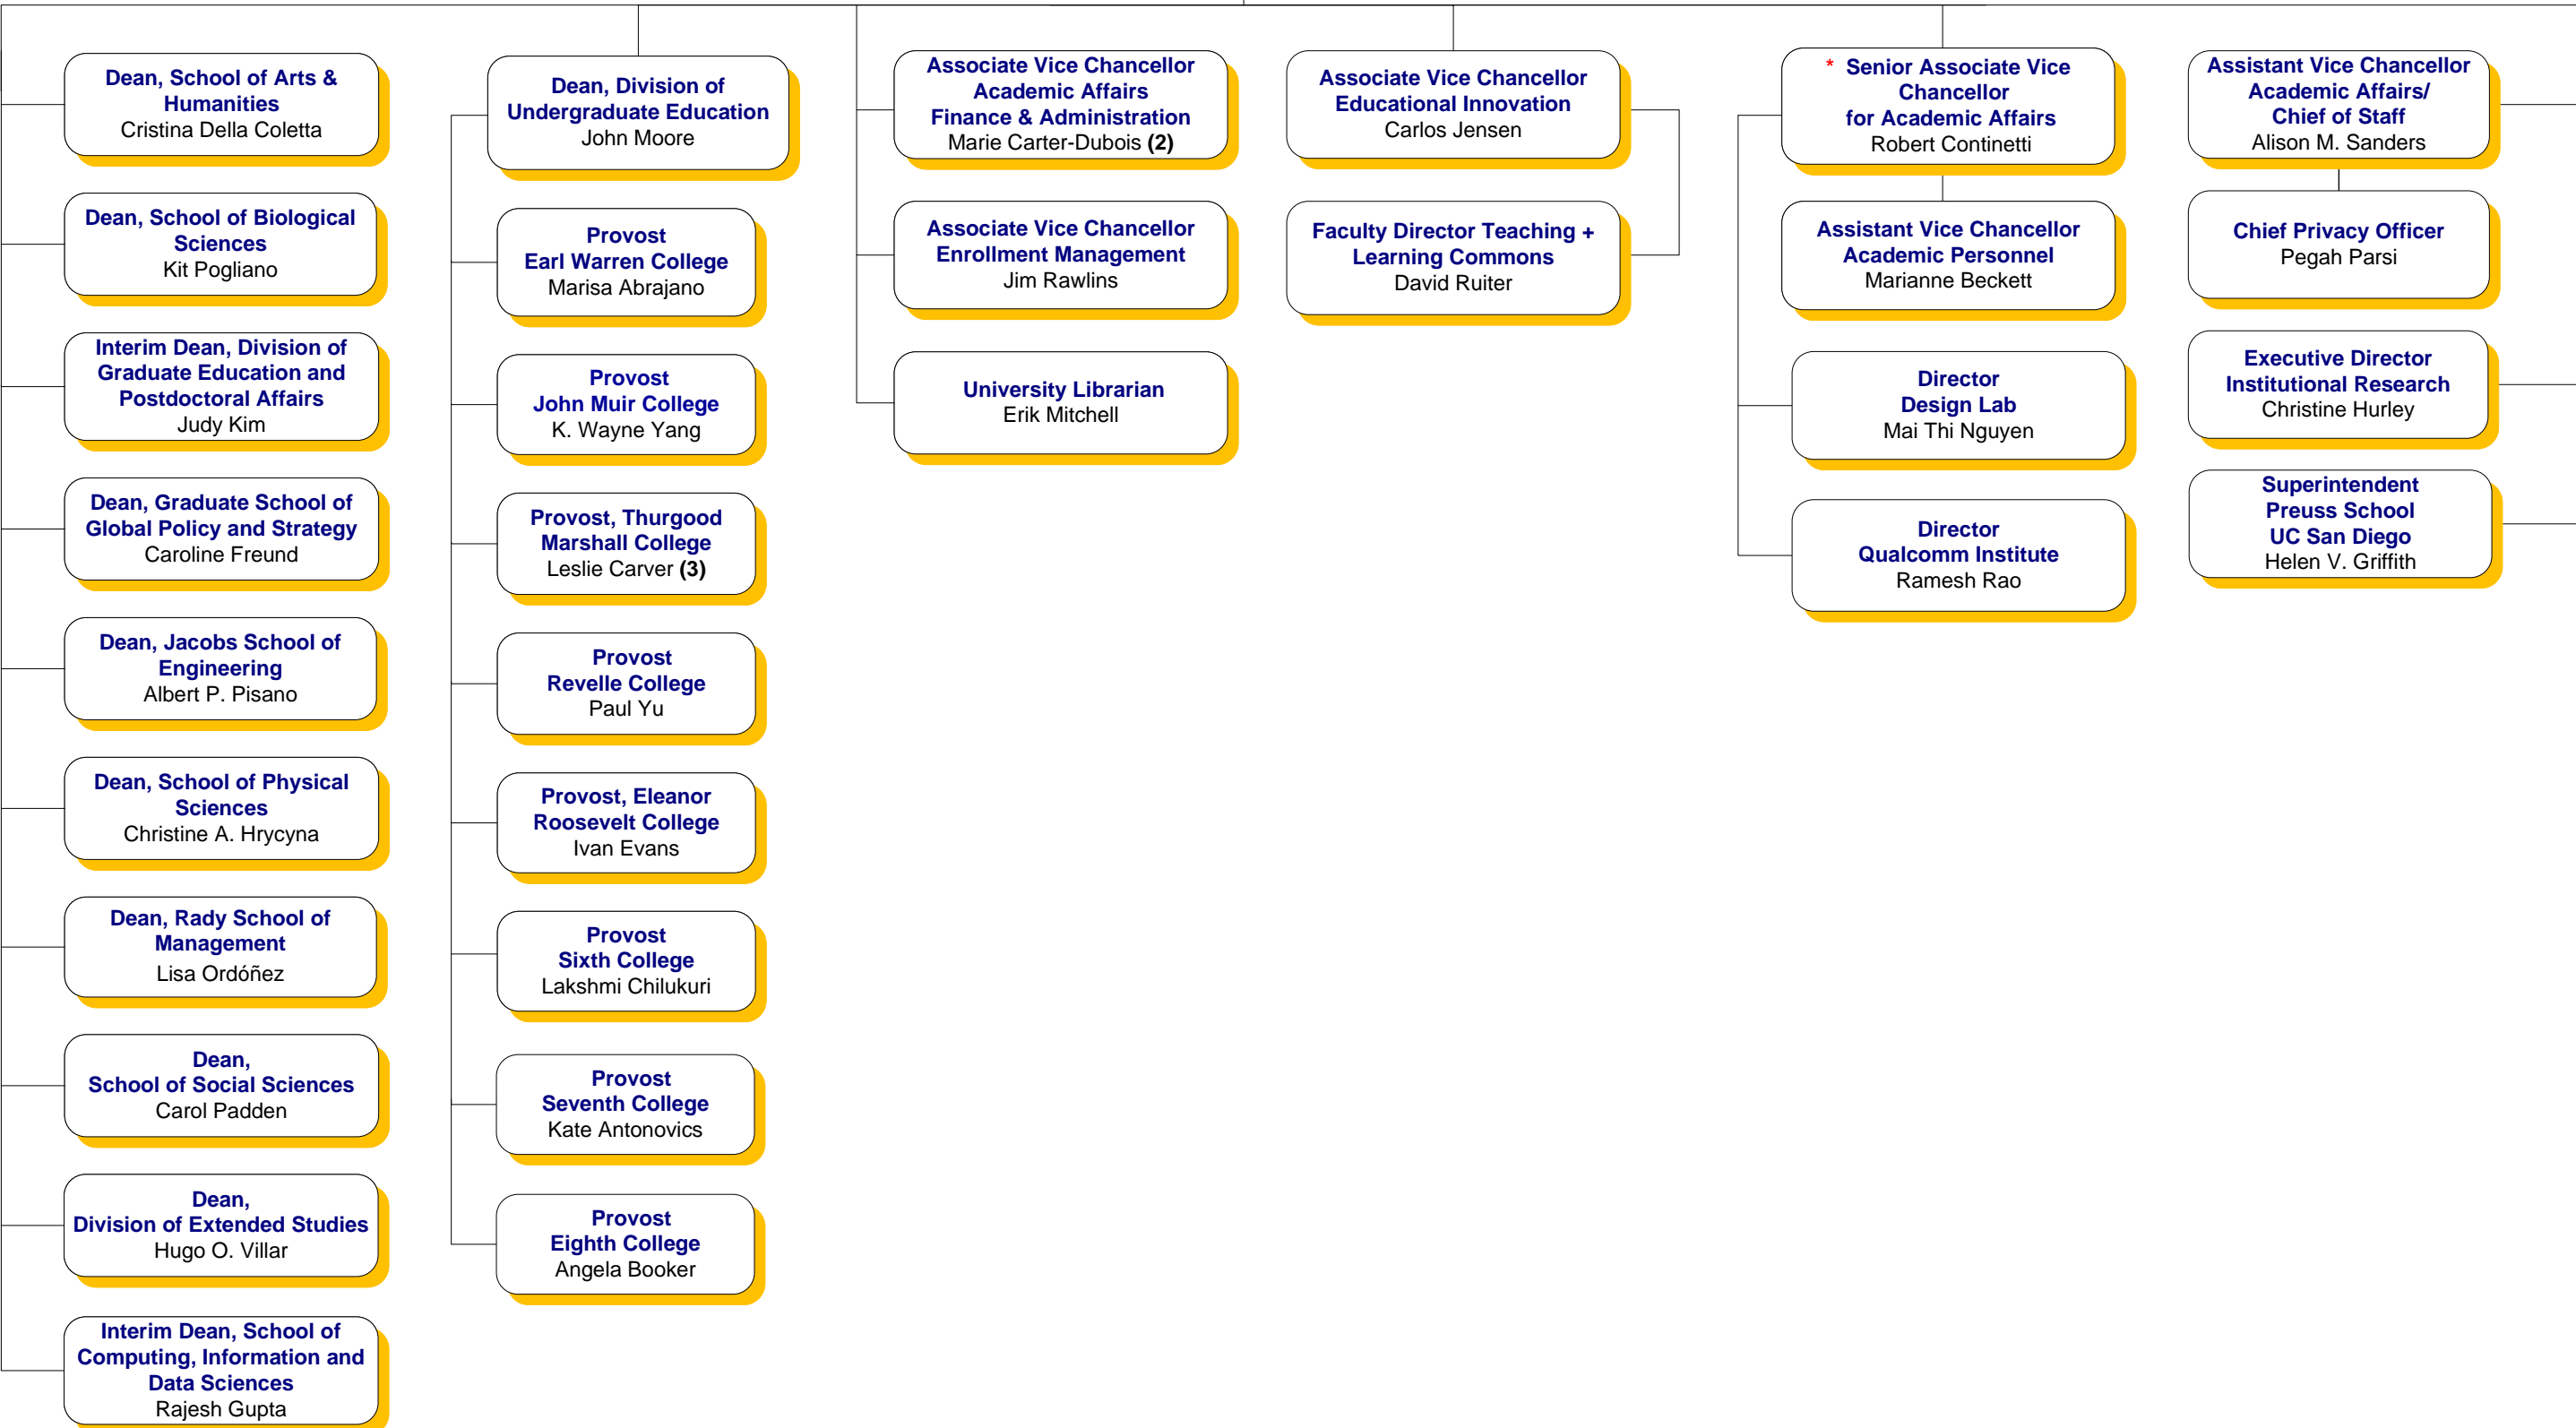 Dean, School of Arts &
Humanities
Cristina Della Coletta
Dean, School of Biological
Sciences
Kit Pogliano
Interim Dean, Division of
Graduate Education and
Postdoctoral Affairs
Judy Kim
Dean, Graduate School of
Global Policy and Strategy
Caroline Freund
Dean, Jacobs School of
Engineering
Albert P. Pisano
Dean, School of Physical
Sciences
Christine A. Hrycyna
Dean, Rady School of
Management
Lisa Ordóñez
Dean,
School of Social Sciences
Carol Padden
Dean,
Division of Extended Studies
Hugo O. Villar
Interim Dean, School of
Computing, Information and
Data Sciences
Rajesh Gupta
Dean, Division of
Undergraduate Education
John Moore
Provost
Earl Warren College
Marisa Abrajano
Provost
John Muir College
K. Wayne Yang
Provost, Thurgood
Marshall College
Leslie Carver (3)
Provost
Revelle College
Paul Yu
Provost, Eleanor
Roosevelt College
Ivan Evans
Provost
Sixth College
Lakshmi Chilukuri
Provost
Seventh College
Kate Antonovics
Provost
Eighth College
Angela Booker
Associate Vice Chancellor
Academic Affairs
Finance & Administration
Marie Carter-Dubois (2)
Associate Vice Chancellor
Enrollment Management
Jim Rawlins
University Librarian
Erik Mitchell
Associate Vice Chancellor
Educational Innovation
Carlos Jensen
Faculty Director Teaching +
Learning Commons
David Ruiter
* Senior Associate Vice
Chancellor
for Academic Affairs
Robert Continetti
Assistant Vice Chancellor
Academic Personnel
Marianne Beckett
Director
Design Lab
Mai Thi Nguyen
Director
Qualcomm Institute
Ramesh Rao
Assistant Vice Chancellor
Academic Affairs/
Chief of Staff
Alison M. Sanders
Chief Privacy Officer
Pegah Parsi
Executive Director
Institutional Research
Christine Hurley
Superintendent
Preuss School
UC San Diego
Helen V. Griffith